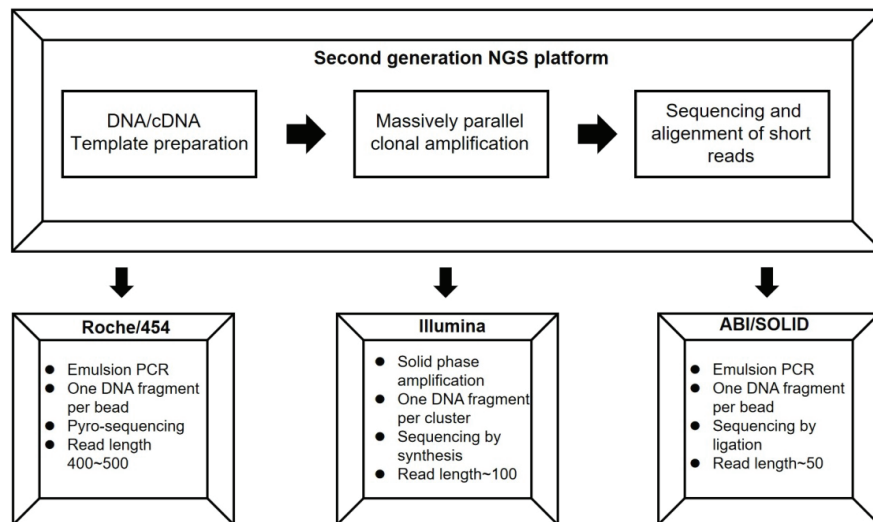 Second generation NGS platform
DNA/cDNA
Template preparation
Massively parallel
clonal amplification
Sequencing and
aligenment of short
reads
Roche/454
● Emulsion PCR
● One DNA fragment
per bead
● Pyro-sequencing
● Read length
400~500
Illumina
● Solid phase
amplification
● One DNA fragment
per cluster
● Sequencing by
synthesis
● Read length~100
ABI/SOLID
● Emulsion PCR
● One DNA fragment
per bead
● Sequencing by
ligation
● Read length~50